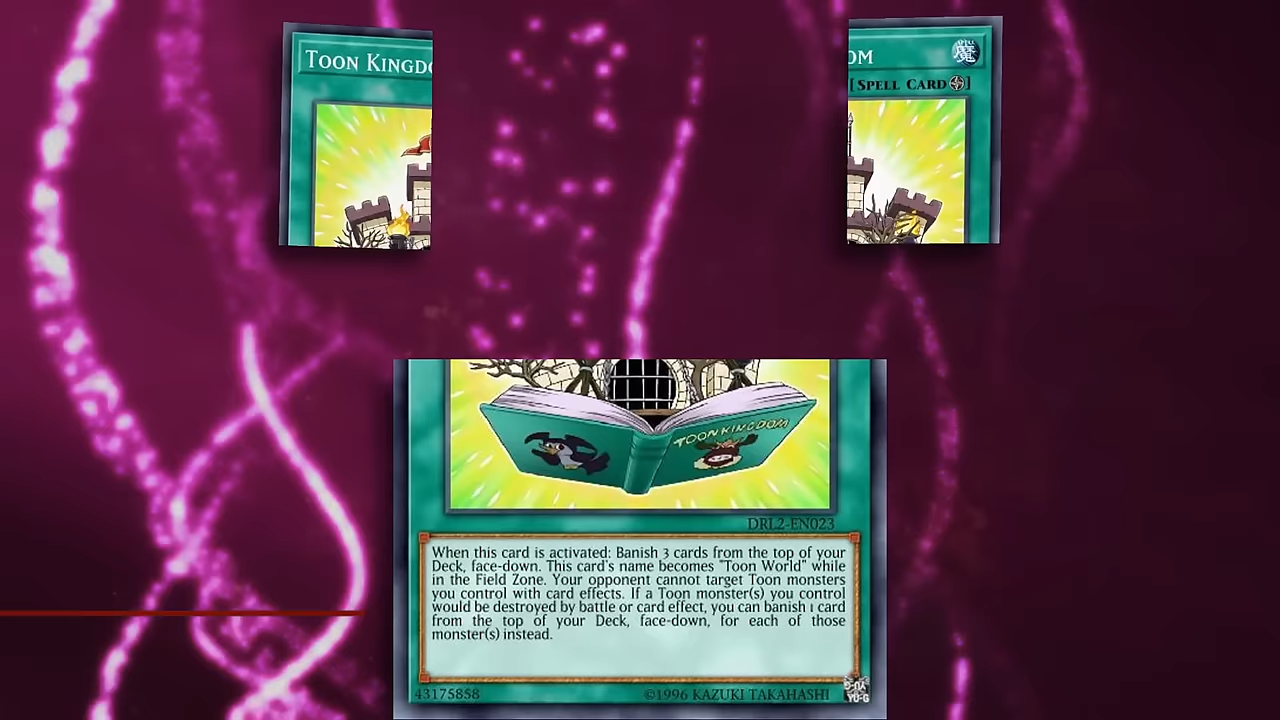 TOON KINGDO
OM
[SPELL CARD]
TOON KINGDOM
DRL2-EN023
When this card is activated: Banish 3 cards from the top of your
Deck, face-down. This card's name becomes "Toon World" while
in the Field Zone. Your opponent cannot target Toon monsters
you control with card effects. If a Toon monster(s) you control
would be destroyed by battle or card effect, you can banish 1 card
from the top of your Deck, face-down, for each of those
monster(s) instead.
43175858
©1996 KAZUKI TAKAHASHI